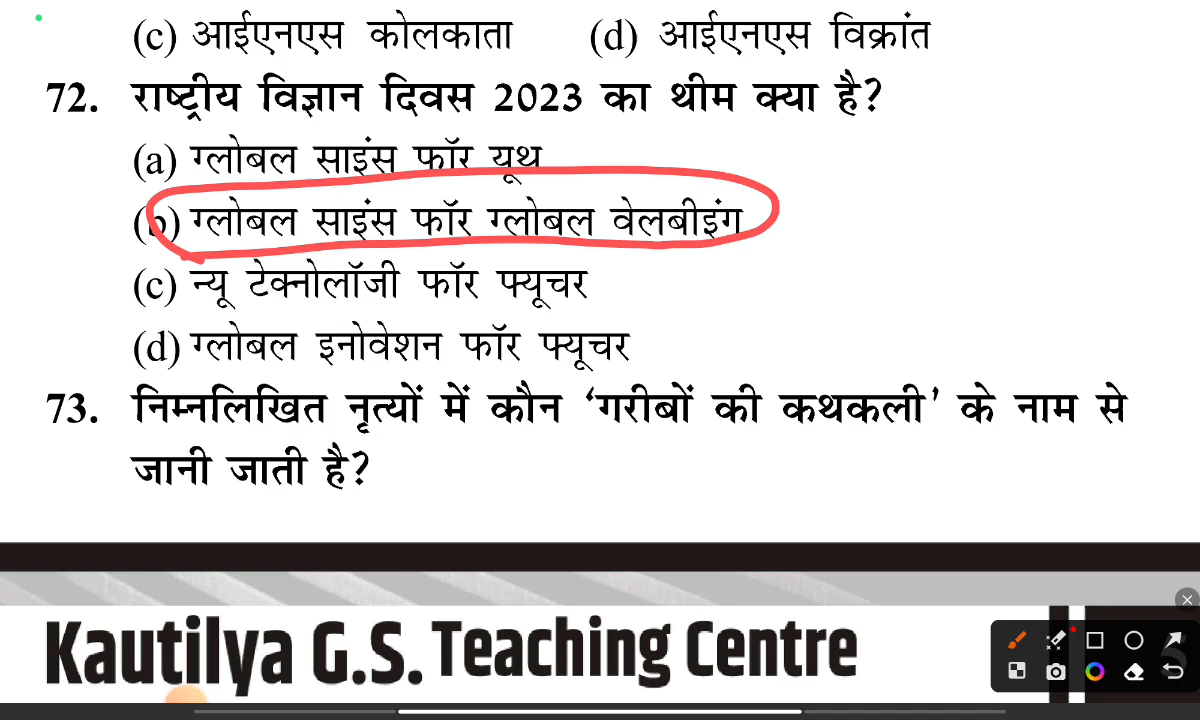 (c) आईएनएस कोलकाता (d) आईएनएस विक्रांत
72. राष्ट्रीय विज्ञान दिवस 2023 का थीम क्या है?
(a) ग्लोबल साइंस फॉर यूथ
(b) ग्लोबल साइंस फॉर ग्लोबल वेलबीइंग
(c) न्यू टेक्नोलॉजी फॉर फ्यूचर
(d) ग्लोबल इनोवेशन फॉर फ्यूचर
73. निम्नलिखित नृत्यों में कौन ‘गरीबों की कथकली’ के नाम से
जानी जाती है?
Kautilya G.S. Teaching Centre